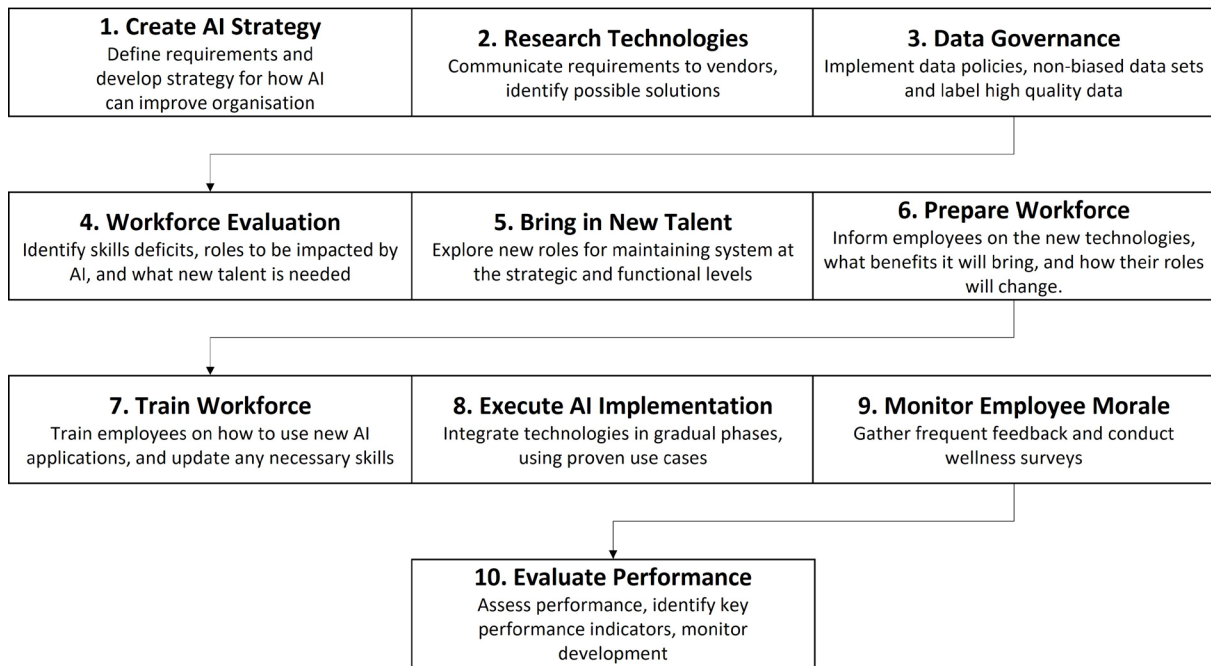 1. Create AI Strategy
Define requirements and
develop strategy for how AI
can improve organisation
2. Research Technologies
Communicate requirements to vendors,
identify possible solutions
3. Data Governance
Implement data policies, non-biased data sets
and label high quality data
4. Workforce Evaluation
Identify skills deficits, roles to be impacted by
AI, and what new talent is needed
5. Bring in New Talent
Explore new roles for maintaining system at
the strategic and functional levels
6. Prepare Workforce
Inform employees on the new technologies,
what benefits it will bring, and how their roles
will change.
7. Train Workforce
Train employees on how to use new AI
applications, and update any necessary skills
8. Execute AI Implementation
Integrate technologies in gradual phases,
using proven use cases
9. Monitor Employee Morale
Gather frequent feedback and conduct
wellness surveys
10. Evaluate Performance
Assess performance, identify key
performance indicators, monitor
development